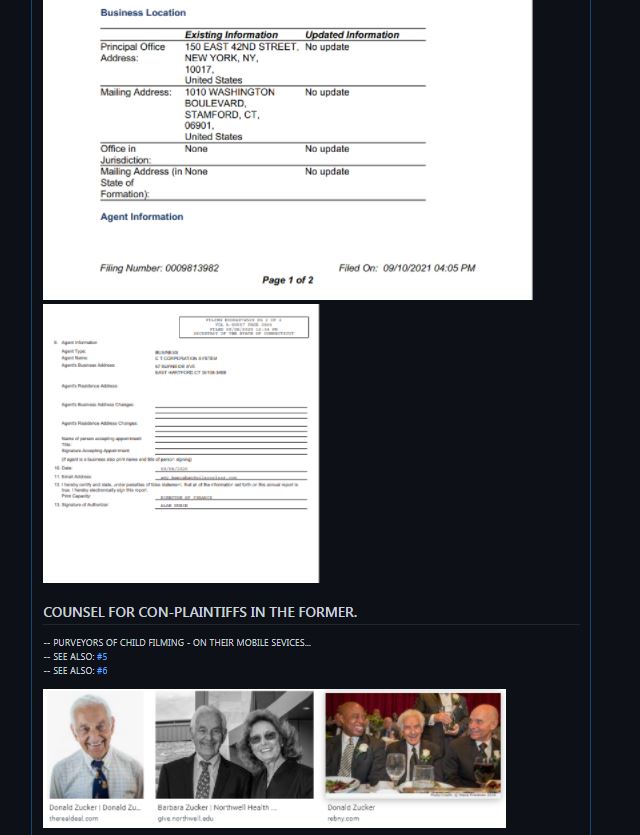 Business Location
Existing Information Updated Information
Principal Office 150 EAST 42ND STREET, No update
Address: NEW YORK, NY,
10017,
United States
Mailing Address: 1010 WASHINGTON No update
BOULEVARD,
STAMFORD, CT,
06901,
United States
Office in None No update
Jurisdiction:
Mailing Address (in None No update
State of
Formation):
Agent Information
Filing Number: 0009813982 Filed On: 09/10/2021 04:05 PM
Page 1 of 2
SECRETARY OF THE STATE OF CONNECTICUT
9. Agent Information
Agent Type: BUSINESS
Agent Name: C T CORPORATION SYSTEM
Agent's Business Address:
EAST HARTFORD CT
Agent's Residence Address:
Agent's Business Address Changes:
Agent's Residence Address Changes:
Name of person accepting appointment:
Title:
Signature Accepting Appointment:
(If agent is a business also print name and title of person signing)
10. Date:
11. Email Address:
12. I hereby certify and state, under penalties of false statement, that all of the information set forth on this annual report is
true. I hereby electronically sign this report.
Print Capacity: DIRECTOR OF FINANCE
13. Signature of Authorizer:
COUNSEL FOR CON-PLAINTIFFS IN THE FORMER.
-- PURVEYORS OF CHILD FILMING - ON THEIR MOBILE SEVICES...
-- SEE ALSO: #5
-- SEE ALSO: #6
Donald Zucker | Donald Zu... Barbara Zucker | Northwell Health ... Donald Zucker
therealdeal.com give.northwell.edu rebny.com